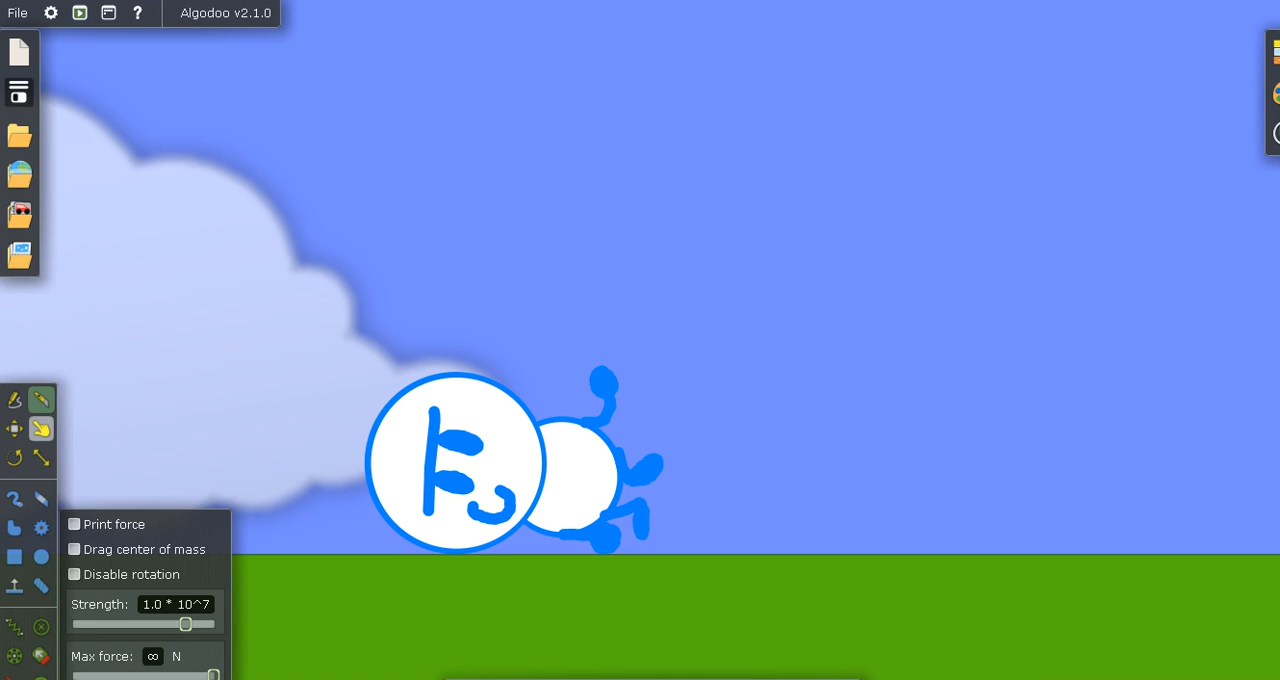 File ? Algodoo v2.1.0
Print force
Drag center of mass
Disable rotation
Strength: 1.0 * 10^7
Max force: ∞ N